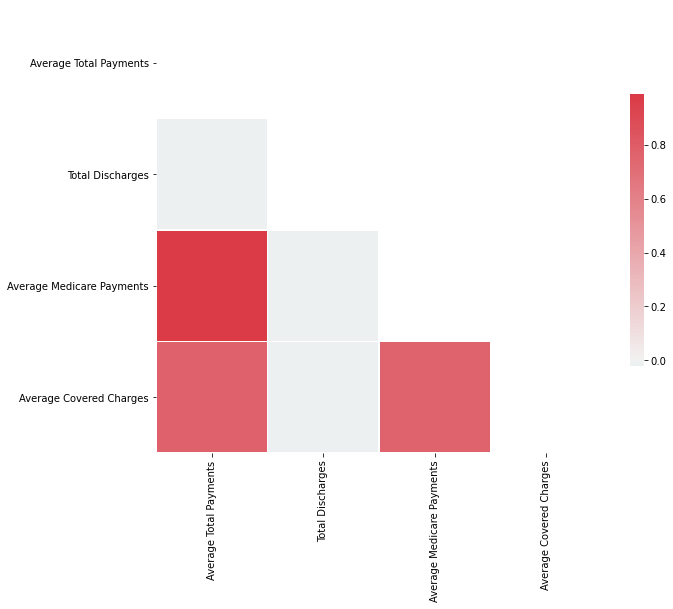 Average Total Payments
Total Discharges
Average Medicare Payments
Average Covered Charges
0.8
0.6
0.4
0.2
0.0
Average Total Payments
Total Discharges
Average Medicare Payments
Average Covered Charges